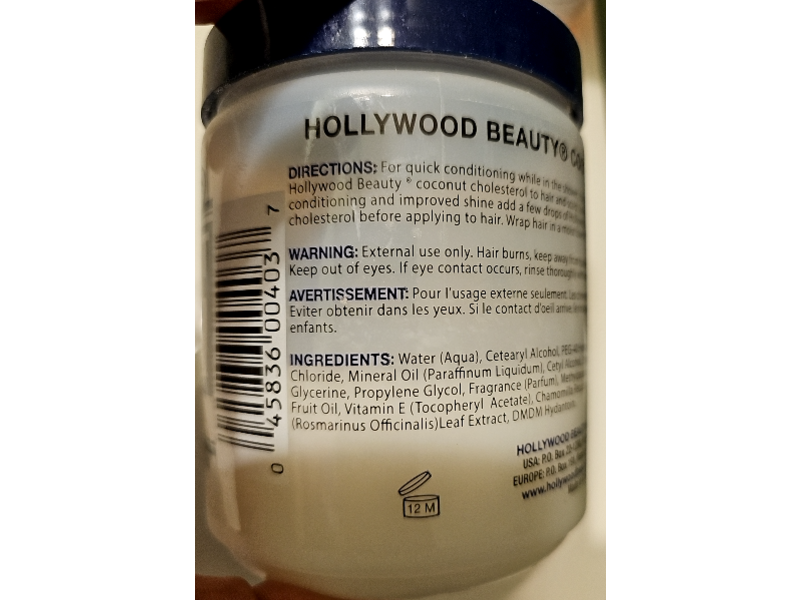 HOLLYWOOD BEAUTY®
DIRECTIONS: For quick conditioning while in the
Hollywood Beauty ® coconut cholesterol to hair and
conditioning and improved shine add a few drops of
cholesterol before applying to hair. Wrap hair in a
WARNING: External use only. Hair burns, keep away
Keep out of eyes. If eye contact occurs, rinse
AVERTISSEMENT: Pour l'usage externe seulement.
Eviter obtenir dans les yeux. Si le contact d'oeil arrive,
enfants.
INGREDIENTS: Water (Aqua), Cetearyl Alcohol,
Chloride, Mineral Oil (Paraffinum Liquidum), Cetyl
Glycerine, Propylene Glycol, Fragrance (Parfum),
Fruit Oil, Vitamin E (Tocopheryl Acetate), Chamomilla
(Rosmarinus Officinalis)Leaf Extract, DMDM
HOLLYWOOD
USA: P.O. Box
EUROPE: P.O. Box
12 M
0 45836 00403 7